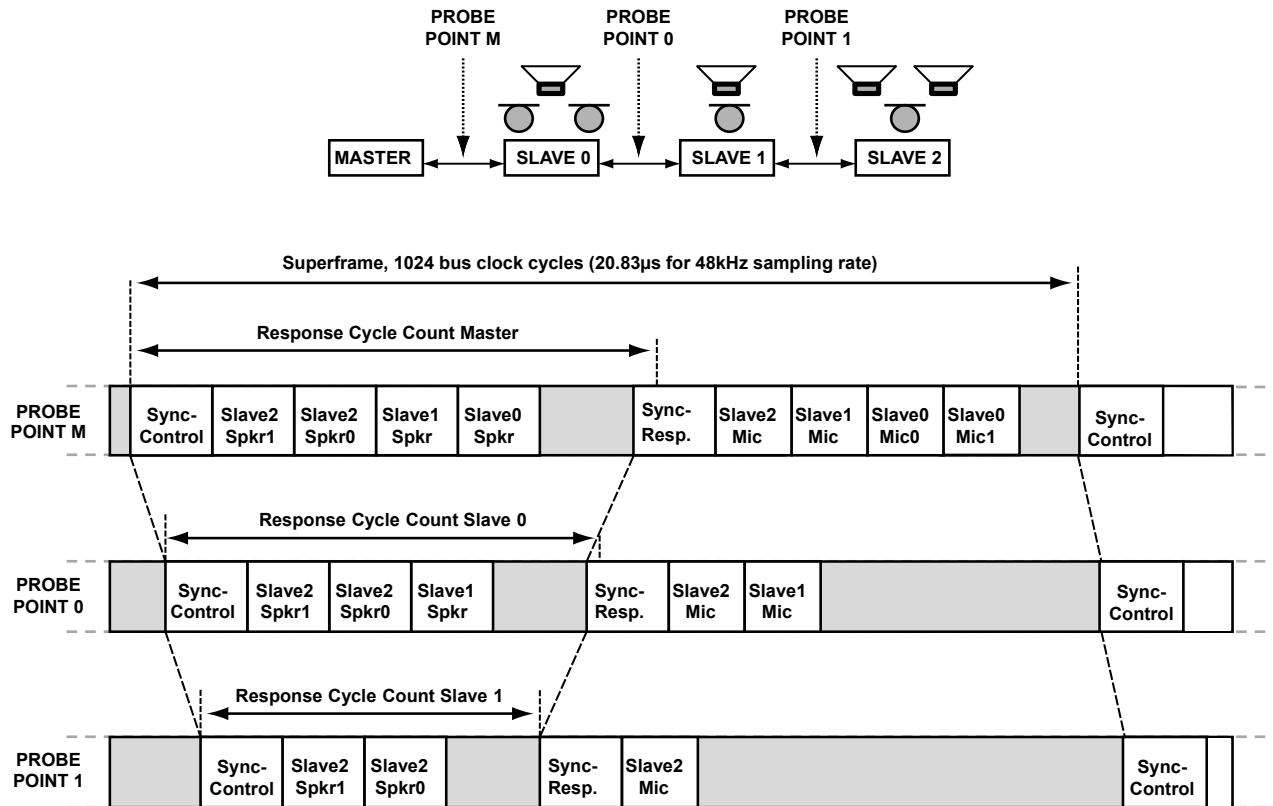 PROBE
POINT M
PROBE
POINT 0
PROBE
POINT 1
MASTER
SLAVE 0
SLAVE 1
SLAVE 2
Superframe, 1024 bus clock cycles (20.83µs for 48kHz sampling rate)
Response Cycle Count Master
PROBE
POINT M
Sync-
Control
Slave2
Spkr1
Slave2
Spkr0
Slave1
Spkr
Slave0
Spkr
Sync-
Resp.
Slave2
Mic
Slave1
Mic
Slave0
Mic0
Slave0
Mic1
Sync-
Control
Response Cycle Count Slave 0
PROBE
POINT 0
Sync-
Control
Slave2
Spkr1
Slave2
Spkr0
Slave1
Spkr
Sync-
Resp.
Slave2
Mic
Slave1
Mic
Sync-
Control
Response Cycle Count Slave 1
PROBE
POINT 1
Sync-
Control
Slave2
Spkr1
Slave2
Spkr0
Sync-
Resp.
Slave2
Mic
Sync-
Control